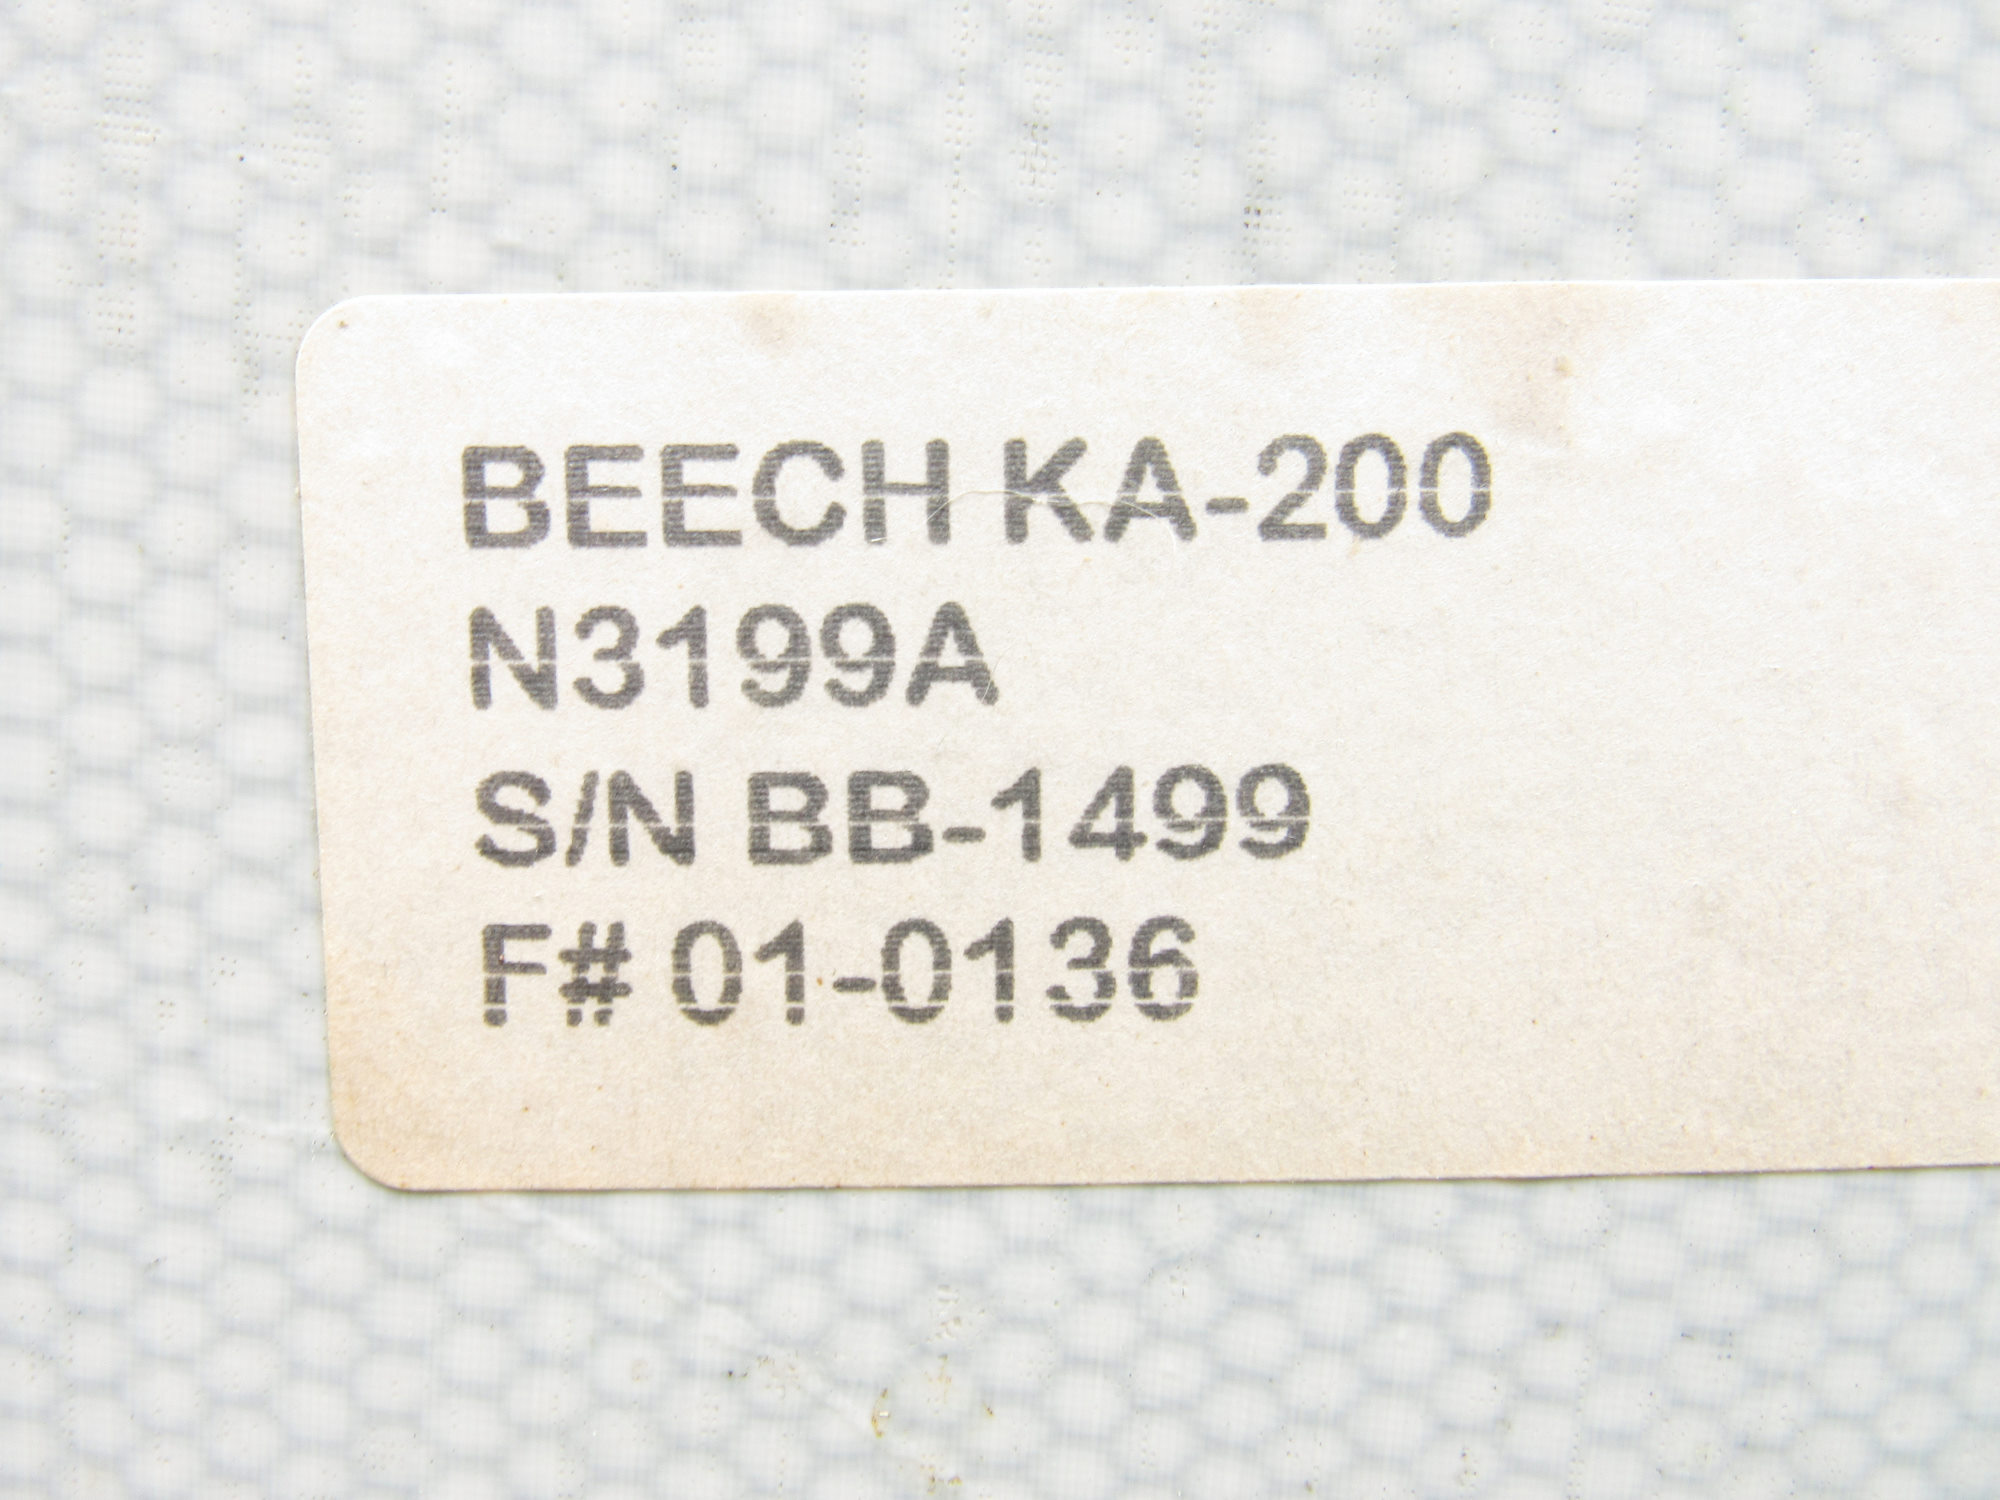 BEECH KA-200
N3199A
S/N BB-1499
F# 01-0136